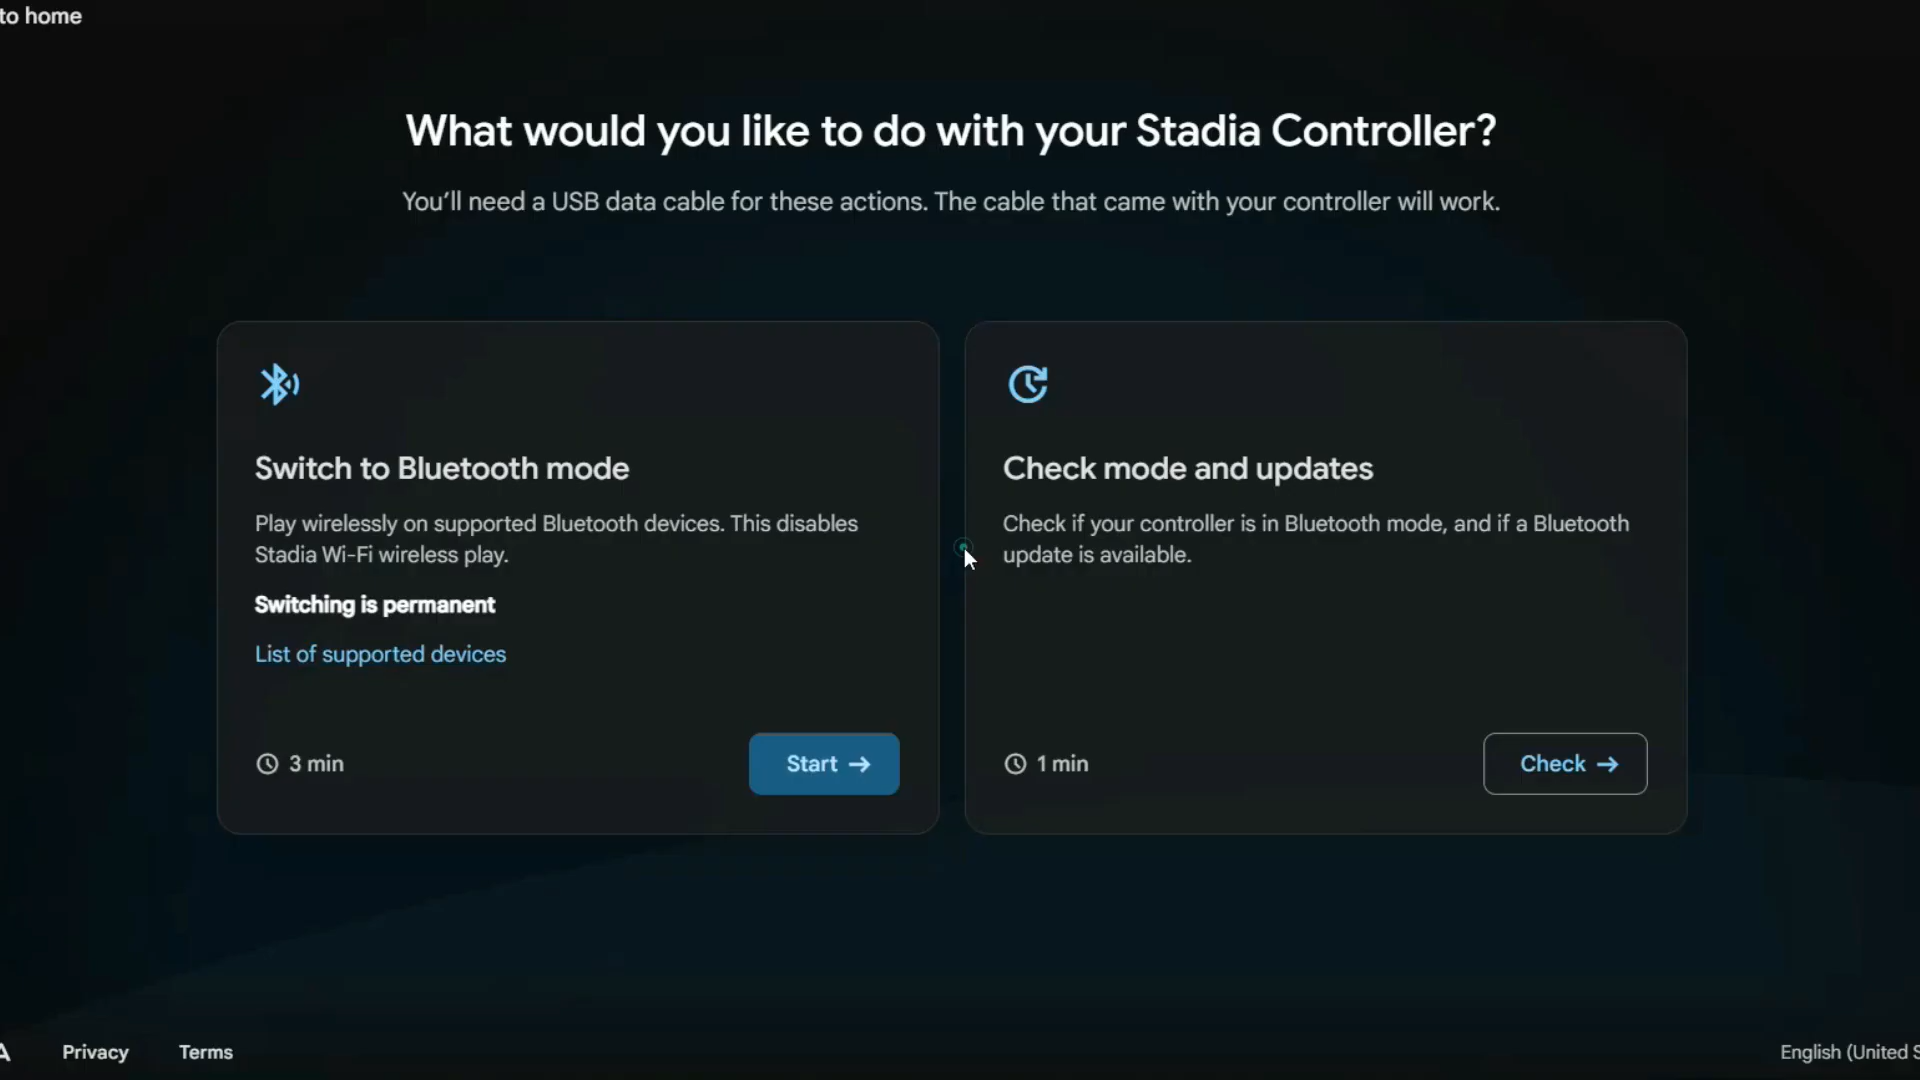 to home
What would you like to do with your Stadia Controller?
You’ll need a USB data cable for these actions. The cable that came with your controller will work.
Switch to Bluetooth mode
Play wirelessly on supported Bluetooth devices. This disables
Stadia Wi-Fi wireless play.
Switching is permanent
List of supported devices
3 min
Start →
Check mode and updates
Check if your controller is in Bluetooth mode, and if a Bluetooth
update is available.
1 min
Check →
A
Privacy
Terms
English (United S